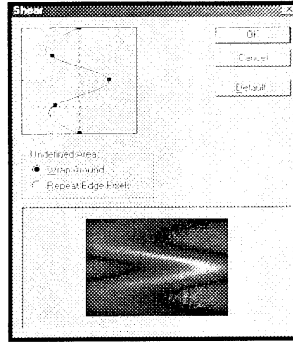 Shear
OK
Cancel
Default
Undefined Area:
Wrap Around
Repeat Edge Pixels